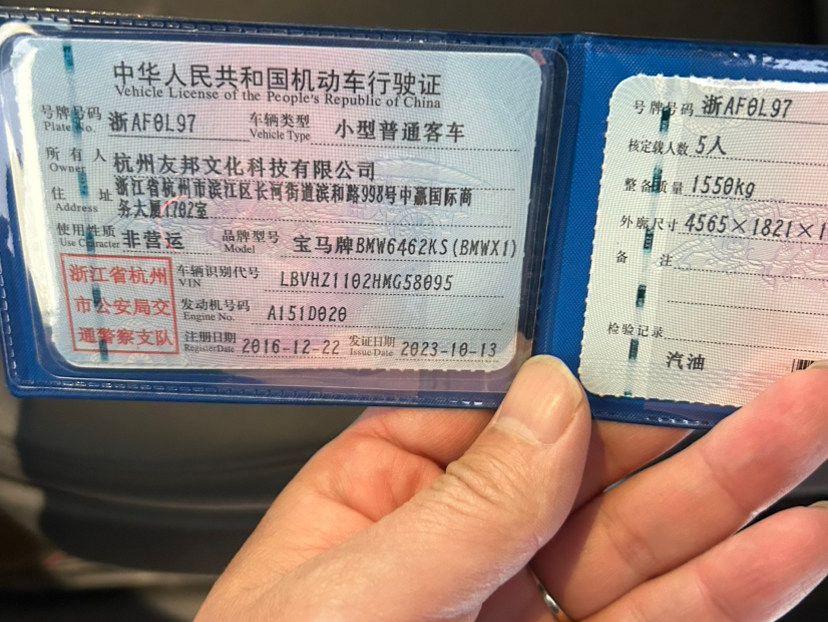 中华人民共和国机动车行驶证
Vehicle License of the People's Republic of China
号牌号码 浙AF0L97 车辆类型 小型普通客车
Plate No. Vehicle Type
所有人 杭州友邦文化科技有限公司
Owner
住址 浙江省杭州市滨江区长河街道滨和路998号中赢国际商
Address 务大厦1702室
使用性质 非营运 品牌型号 宝马牌BMW6462KS(BMWX1)
Use Character Model
浙江省杭州
市公安局交
通警察支队
车辆识别代号 LBVHZ1102HMG58095
VIN
发动机号码 A151D020
Engine No.
注册日期 2016-12-22 发证日期 2023-10-13
Register Date Issue Date
号牌号码 浙AF0L97
核定载人数 5人
整备质量 1550kg
外廓尺寸 4565×1821×1
备注
检验记录
汽油